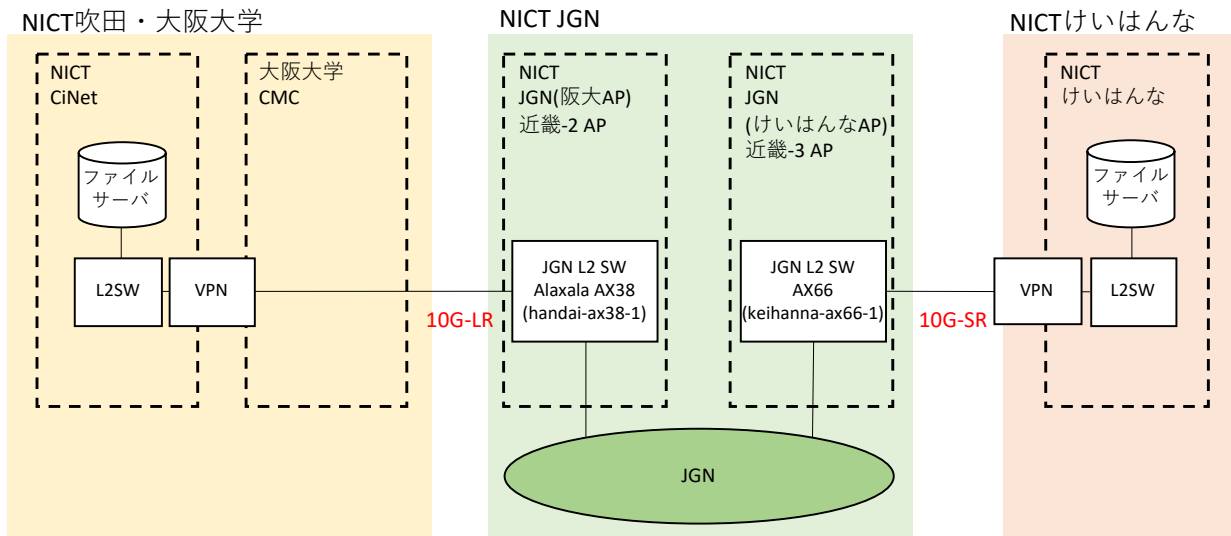 NICT吹田・大阪大学
NICT
CiNet
大阪大学
CMC
ファイル
サーバ
L2SW
VPN
10G-LR
NICT JGN
NICT
JGN(阪大AP)
近畿-2 AP
JGN L2 SW
Alaxala AX38
(handai-ax38-1)
NICT
JGN
(けいはんなAP)
近畿-3 AP
JGN L2 SW
AX66
(keihanna-ax66-1)
JGN
10G-SR
NICTけいはんな
NICT
けいはんな
ファイル
サーバ
VPN
L2SW